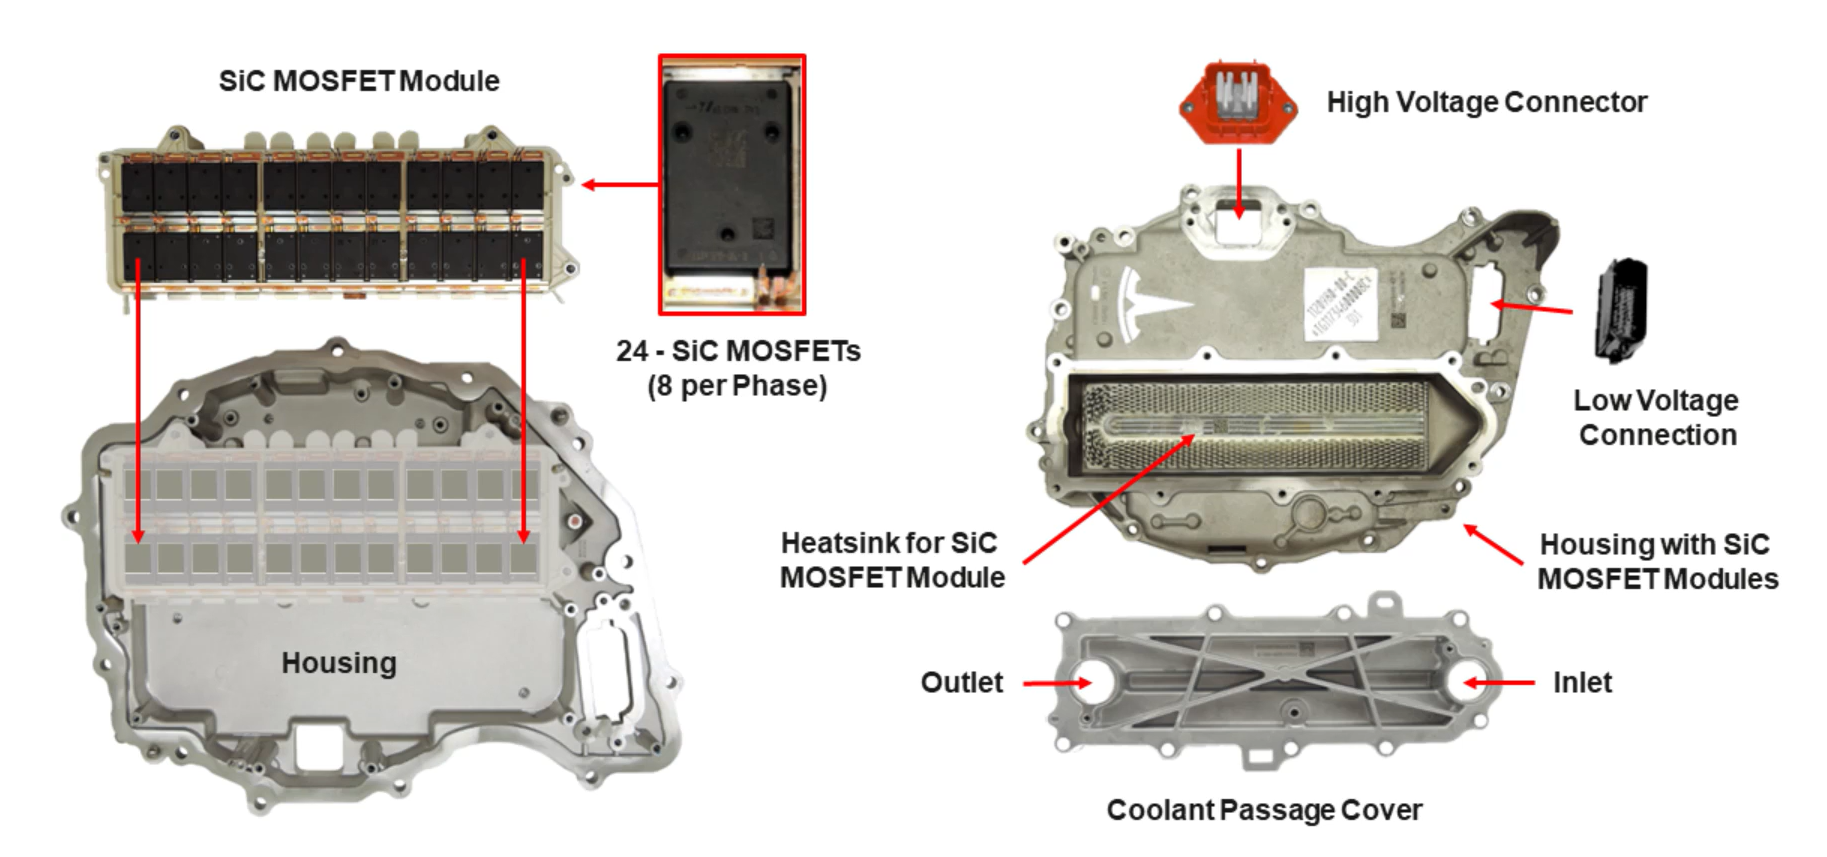 SiC MOSFET Module
24 - SiC MOSFETs
(8 per Phase)
Housing
High Voltage Connector
Low Voltage
Connection
Heatsink for SiC
MOSFET Module
Housing with SiC
MOSFET Modules
Outlet
Inlet
Coolant Passage Cover